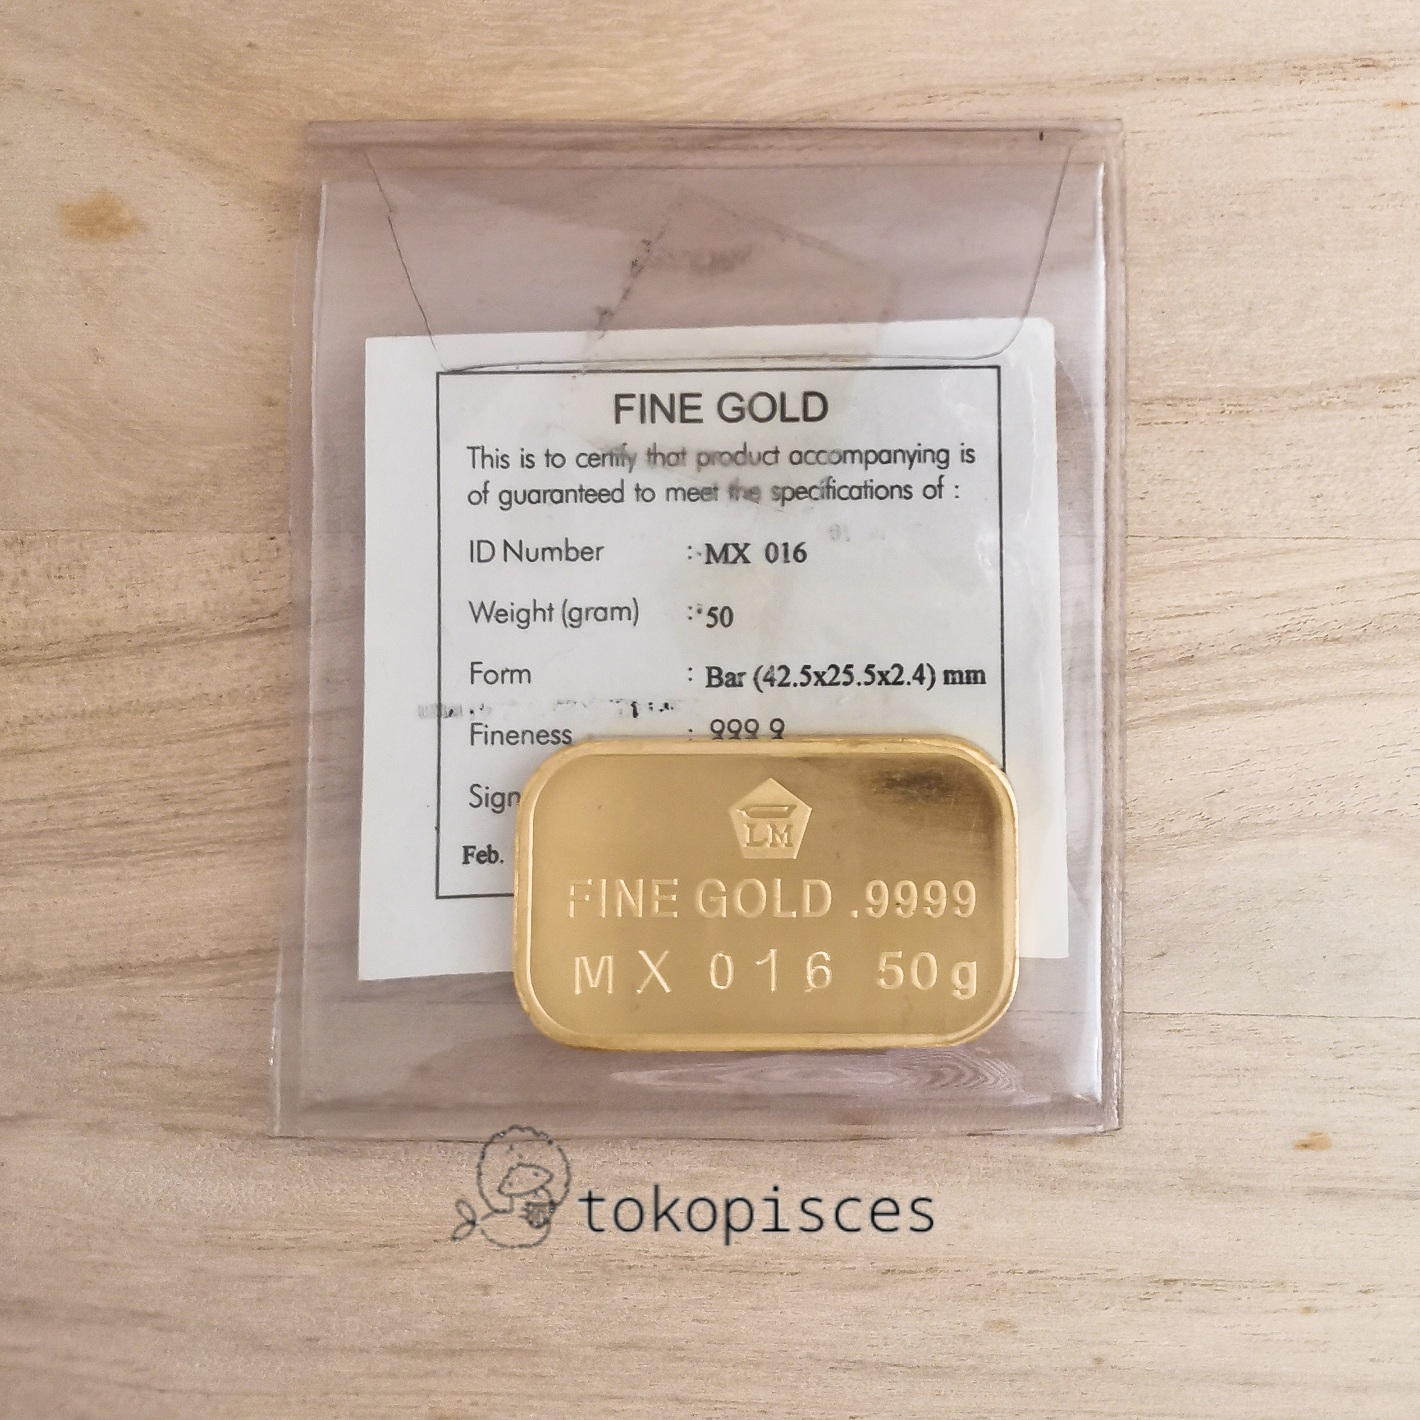 FINE GOLD
This is to certify that product accompanying is
of guaranteed to meet the specifications of :
ID Number : MX 016
Weight (gram) : 50
Form : Bar (42.5x25.5x2.4) mm
Fineness : 999.9
Feb.
LM
FINE GOLD .9999
MX 016 50g
tokopisces